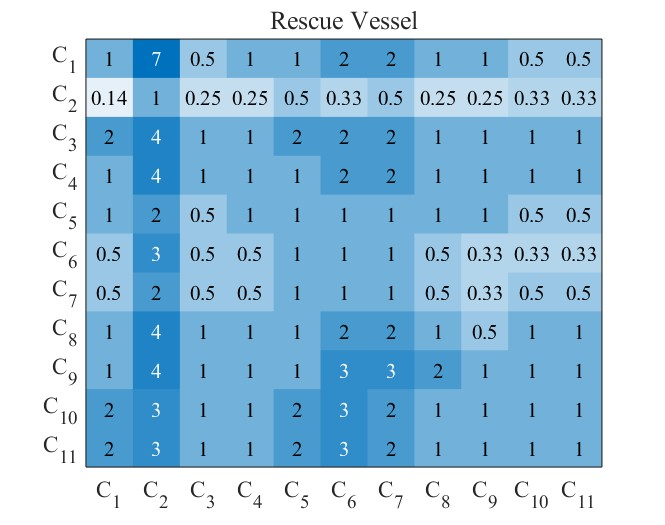 Rescue Vessel
C1 1 7 0.5 1 1 2 2 1 1 0.5 0.5
C2 0.14 1 0.25 0.25 0.5 0.33 0.5 0.25 0.25 0.33 0.33
C3 2 4 1 1 2 2 2 1 1 1 1
C4 1 4 1 1 1 2 2 1 1 1 1
C5 1 2 0.5 1 1 1 1 1 1 0.5 0.5
C6 0.5 3 0.5 0.5 1 1 1 0.5 0.33 0.33 0.33
C7 0.5 2 0.5 0.5 1 1 1 0.5 0.33 0.5 0.5
C8 1 4 1 1 1 2 2 1 0.5 1 1
C9 1 4 1 1 1 3 3 2 1 1 1
C10 2 3 1 1 2 3 2 1 1 1 1
C11 2 3 1 1 2 3 2 1 1 1 1
C1 C2 C3 C4 C5 C6 C7 C8 C9 C10 C11